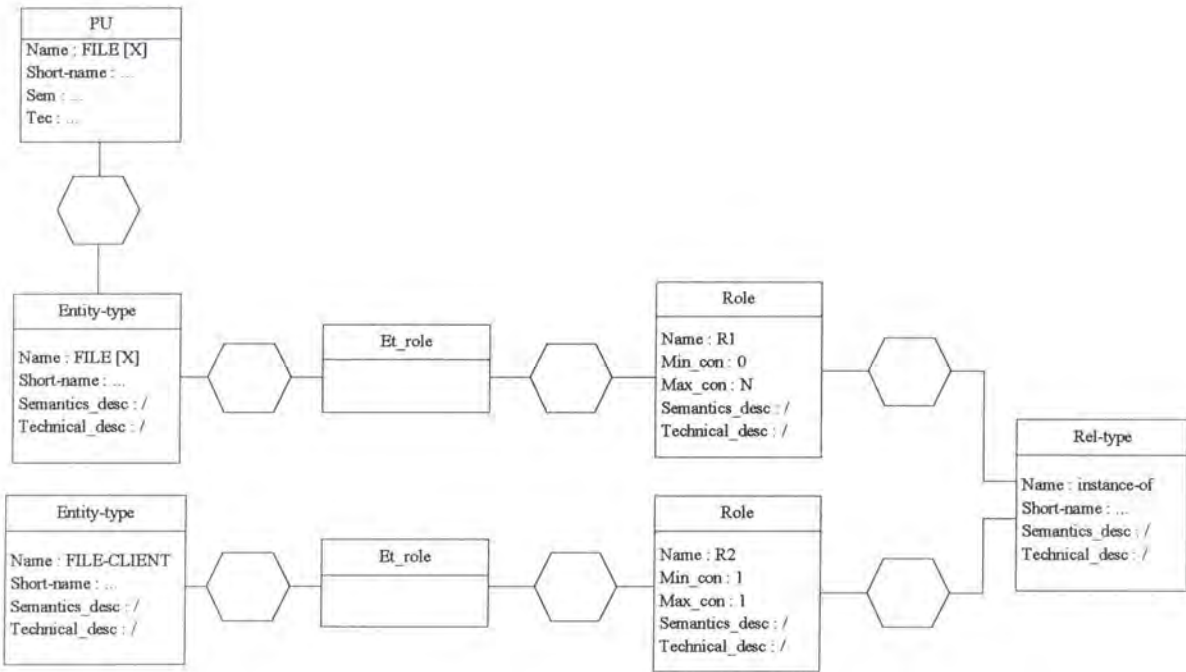 PU
Name : FILE [X]
Short-name : ...
Sem : ...
Tec : ...
Entity-type
Name : FILE [X]
Short-name : ...
Semantics_desc : /
Technical_desc : /
Et_role
Role
Name : R1
Min_con : 0
Max_con : N
Semantics_desc : /
Technical_desc : /
Rel-type
Name : instance-of
Short-name : ...
Semantics_desc : /
Technical_desc : /
Entity-type
Name : FILE-CLIENT
Short-name : ...
Semantics_desc : /
Technical_desc : /
Et_role
Role
Name : R2
Min_con : 1
Max_con : 1
Semantics_desc : /
Technical_desc : /